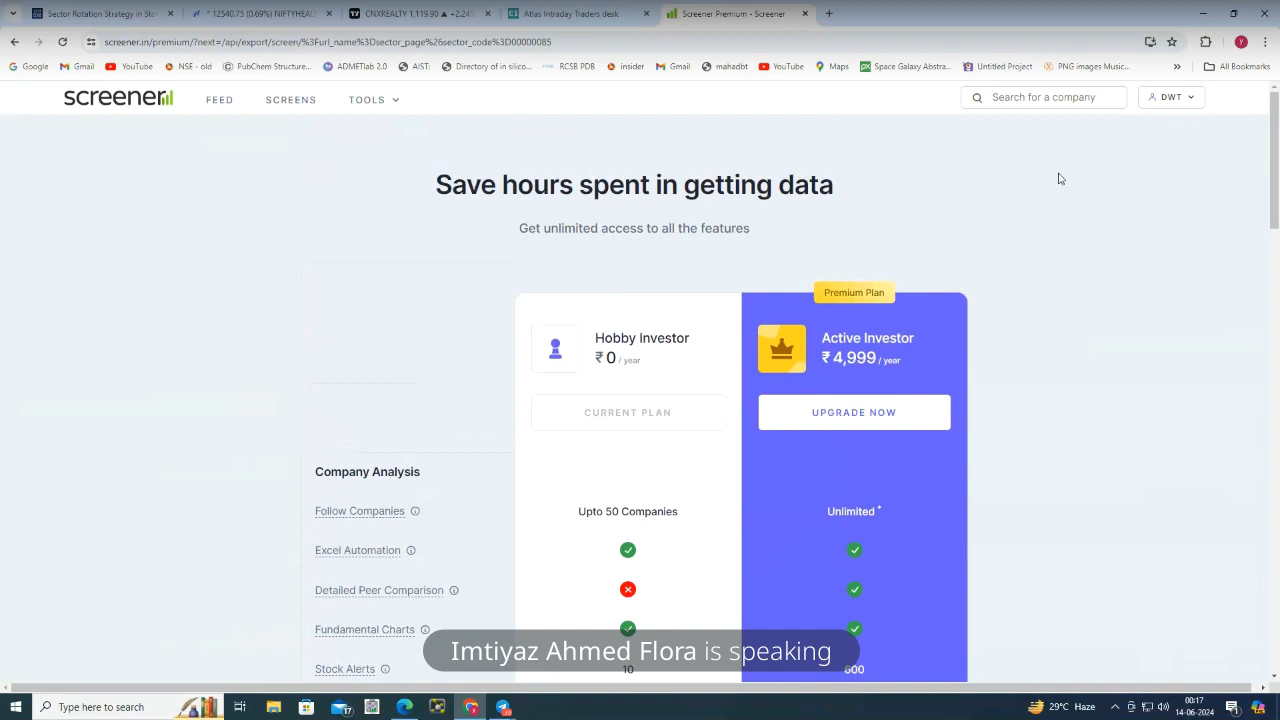 Sector Rotation Strategy in Stoc
12540.75 (0.69%) NIFTYHEAL
CNXREALTY 1,119.90 ▲ +2.24
Atlas Intraday Traders desk
Screener Premium - Screener
screener.in/premium/?next=/api/export/screen/%3Furl_name%3Dsector_page%26sector_code%3D00000085
Google
Gmail
YouTube
NSE - old
PubChem Structure...
ADMETlab 2.0
AIST:
Directory of in silico...
RCSB PDB
insider
Gmail
mahadbt
YouTube
Maps
Space Galaxy Abstra...
Untitled Project
PNG images Music...
All Bookmarks
screener
FEED
SCREENS
TOOLS
Search for a company
DWT
Save hours spent in getting data
Get unlimited access to all the features
Premium Plan
Hobby Investor
₹ 0 / year
CURRENT PLAN
Active Investor
₹ 4,999 / year
UPGRADE NOW
Company Analysis
Follow Companies
Upto 50 Companies
Unlimited *
Excel Automation
Detailed Peer Comparison
Fundamental Charts
Imtiyaz Ahmed Flora is speaking
Stock Alerts
10
600
Type here to search
29°C Haze
00:17
14-06-2024